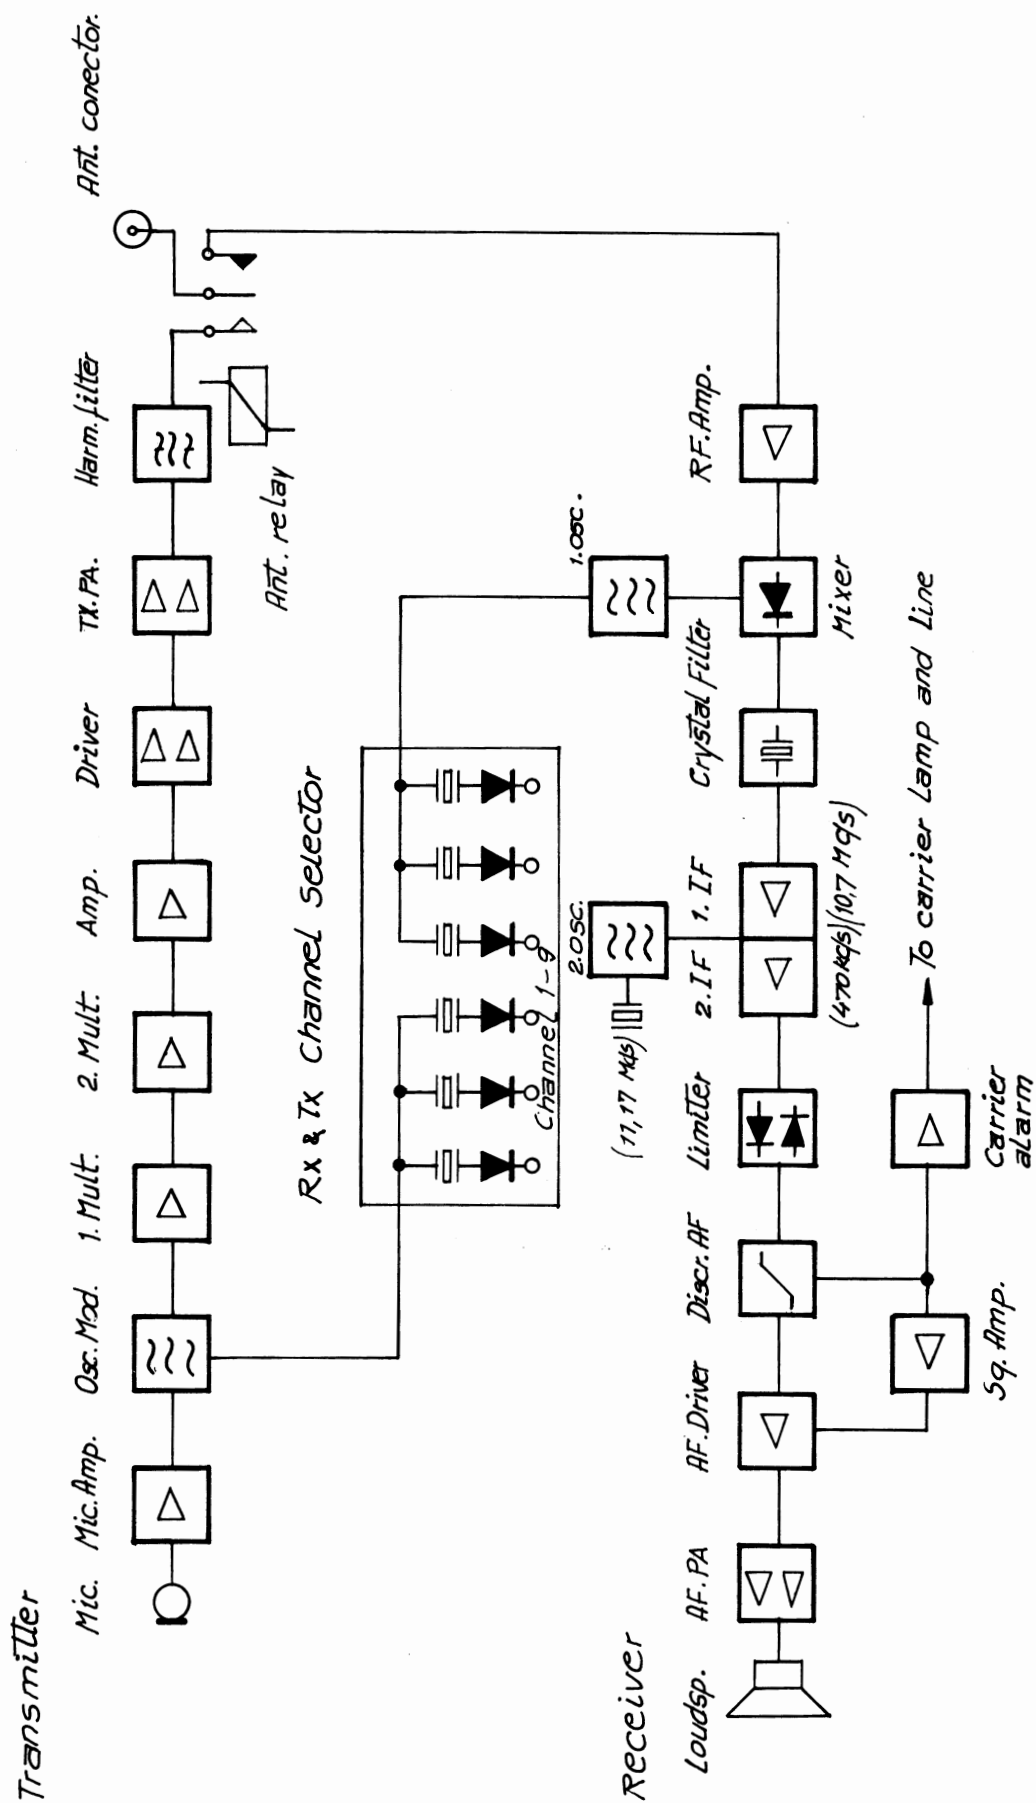 Transmitter
Mic.
Mic.Amp.
Osc.Mod.
1.Mult.
2.Mult.
Amp.
Driver
TX.PA.
Harm.filter
Ant. conector.
Ant. relay
Rx & Tx Channel Selector
Channel 1-9
1.OSC.
2.OSC.
(11,17 Mc/s)
Receiver
Loudsp.
AF.PA
AF.Driver
Discr.AF
Limiter
2.IF
1.IF
Crystal Filter
Mixer
RF.Amp.
(470kc/s)(10,7 Mc/s)
Sq.Amp.
Carrier
alarm
To carrier Lamp and Line